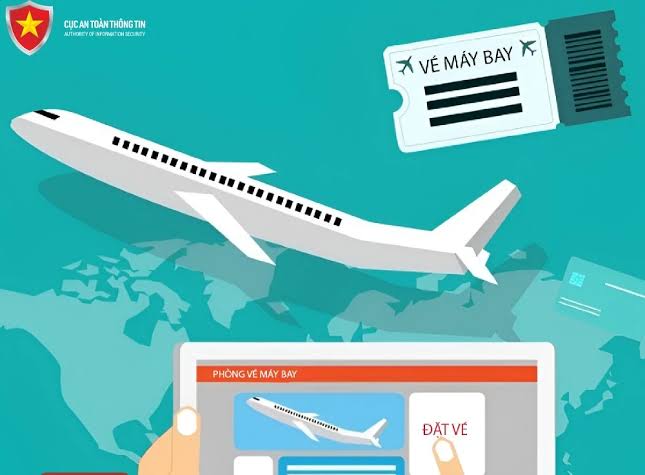 CỤC AN TOÀN THÔNG TIN
AUTHORITY OF INFORMATION SECURITY
VÉ MÁY BAY
PHÒNG VÉ MÁY BAY
ĐẶT VÉ